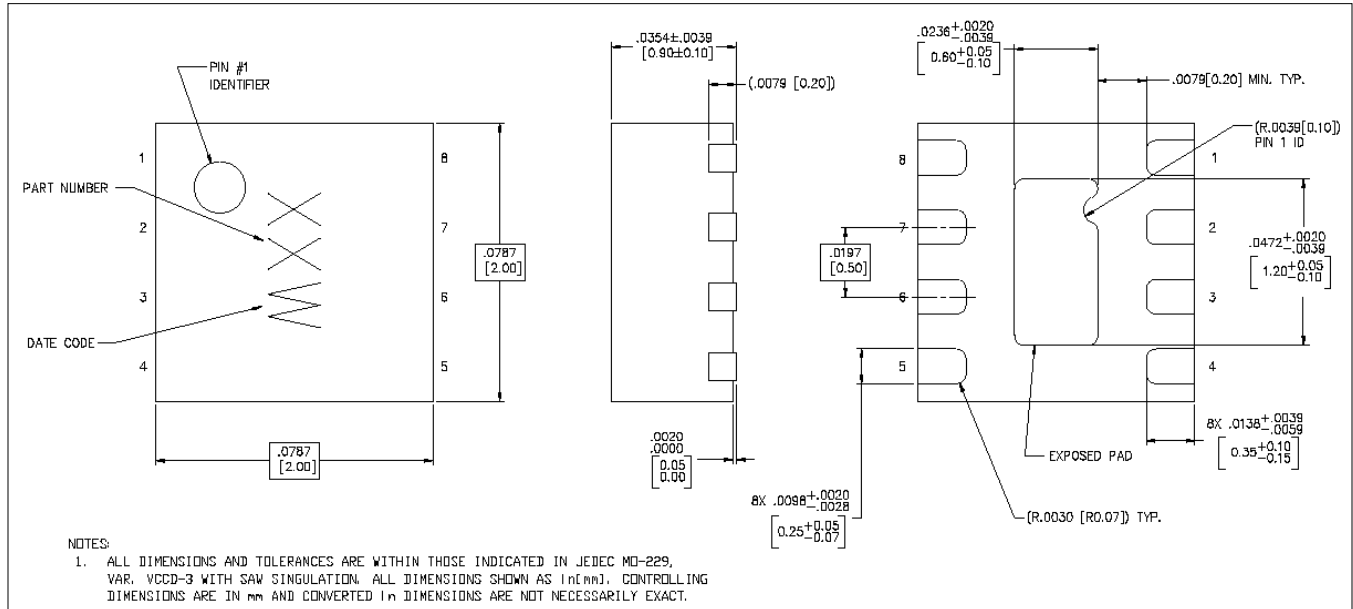 PIN #1
IDENTIFIER
1
8
PART NUMBER
2
7
3
6
DATE CODE
4
5
.0787
[2.00]
.0787
[2.00]
.0354±.0039
[0.90±0.10]
(.0079 [0.20])
.0020
.0000
[0.05
0.00]
.0236+.0020
-.0039
[0.60+0.05
-0.10]
.0079[0.20] MIN. TYP.
(R.0039[0.10])
PIN 1 ID
8
1
7
2
.0197
[0.50]
6
3
5
4
.0472+.0020
-.0039
[1.20+0.05
-0.10]
8X .0138+.0039
-.0059
[0.35+0.10
-0.15]
EXPOSED PAD
8X .0098+.0020
-.0028
[0.25+0.05
-0.07]
(R.0030 [R0.07]) TYP.
NOTES:
1. ALL DIMENSIONS AND TOLERANCES ARE WITHIN THOSE INDICATED IN JEDEC MO-229,
VAR. VCCD-3 WITH SAW SINGULATION. ALL DIMENSIONS SHOWN AS in[mm]. CONTROLLING
DIMENSIONS ARE IN mm AND CONVERTED in DIMENSIONS ARE NOT NECESSARILY EXACT.